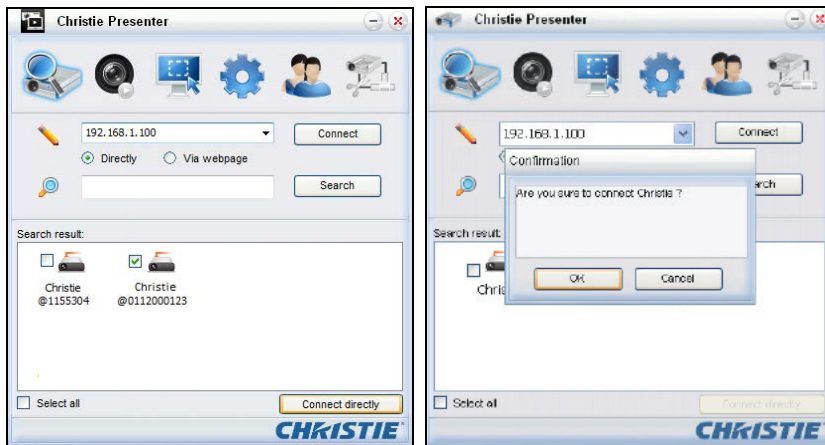 Christie Presenter
192.168.1.100
Connect
Directly
Via webpage
Search
Search result:
Christie
@1155304
Christie
@0112000123
Select all
Connect directly
CHRISTIE
Christie Presenter
192.168.1.100
Connect
Confirmation
Are you sure to connect Christie ?
arch
Search result:
OK
Cancel
Chris
Select all
Connect directly
CHRISTIE